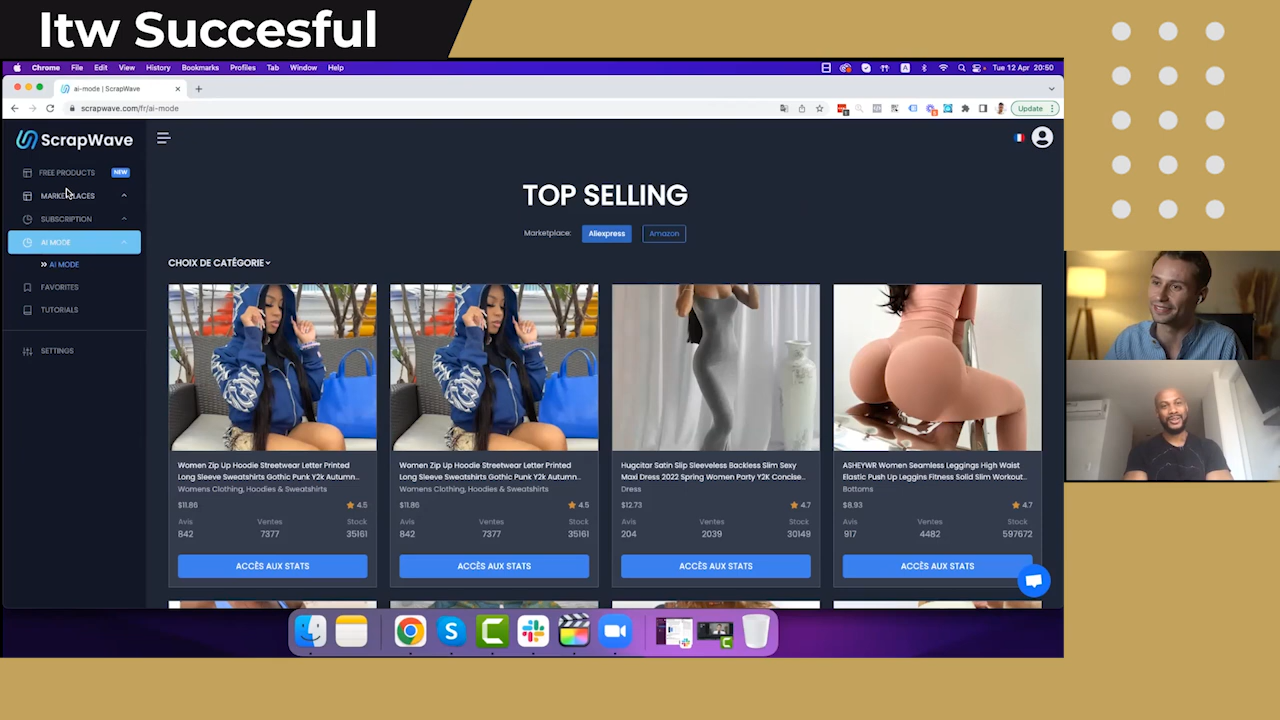 Itw Succesful
Chrome File Edit View History Bookmarks Profiles Tab Window Help
Tue 12 Apr 20:50
ai-mode | ScrapWave
scrapwave.com/fr/ai-mode
Update
ScrapWave
FREE PRODUCTS NEW
MARKETPLACES
SUBSCRIPTION
AI MODE
» AI MODE
FAVORITES
TUTORIALS
SETTINGS
TOP SELLING
Marketplace: Aliexpress Amazon
CHOIX DE CATÉGORIE
Women Zip Up Hoodie Streetwear Letter Printed
Long Sleeve Sweatshirts Gothic Punk Y2k Autumn...
Womens Clothing, Hoodies & Sweatshirts
$11.86 4.5
Avis Ventes Stock
842 7377 35161
ACCÈS AUX STATS
Women Zip Up Hoodie Streetwear Letter Printed
Long Sleeve Sweatshirts Gothic Punk Y2k Autumn...
Womens Clothing, Hoodies & Sweatshirts
$11.86 4.5
Avis Ventes Stock
842 7377 35161
ACCÈS AUX STATS
Hugcitar Satin Slip Sleeveless Backless Slim Sexy
Maxi Dress 2022 Spring Women Party Y2K Concise...
Dress
$12.73 4.7
Avis Ventes Stock
204 2039 30149
ACCÈS AUX STATS
ASHEYWR Women Seamless Leggings High Waist
Elastic Push Up Leggins Fitness Solid Slim Workout...
Bottoms
$8.93 4.7
Avis Ventes Stock
917 4482 597672
ACCÈS AUX STATS